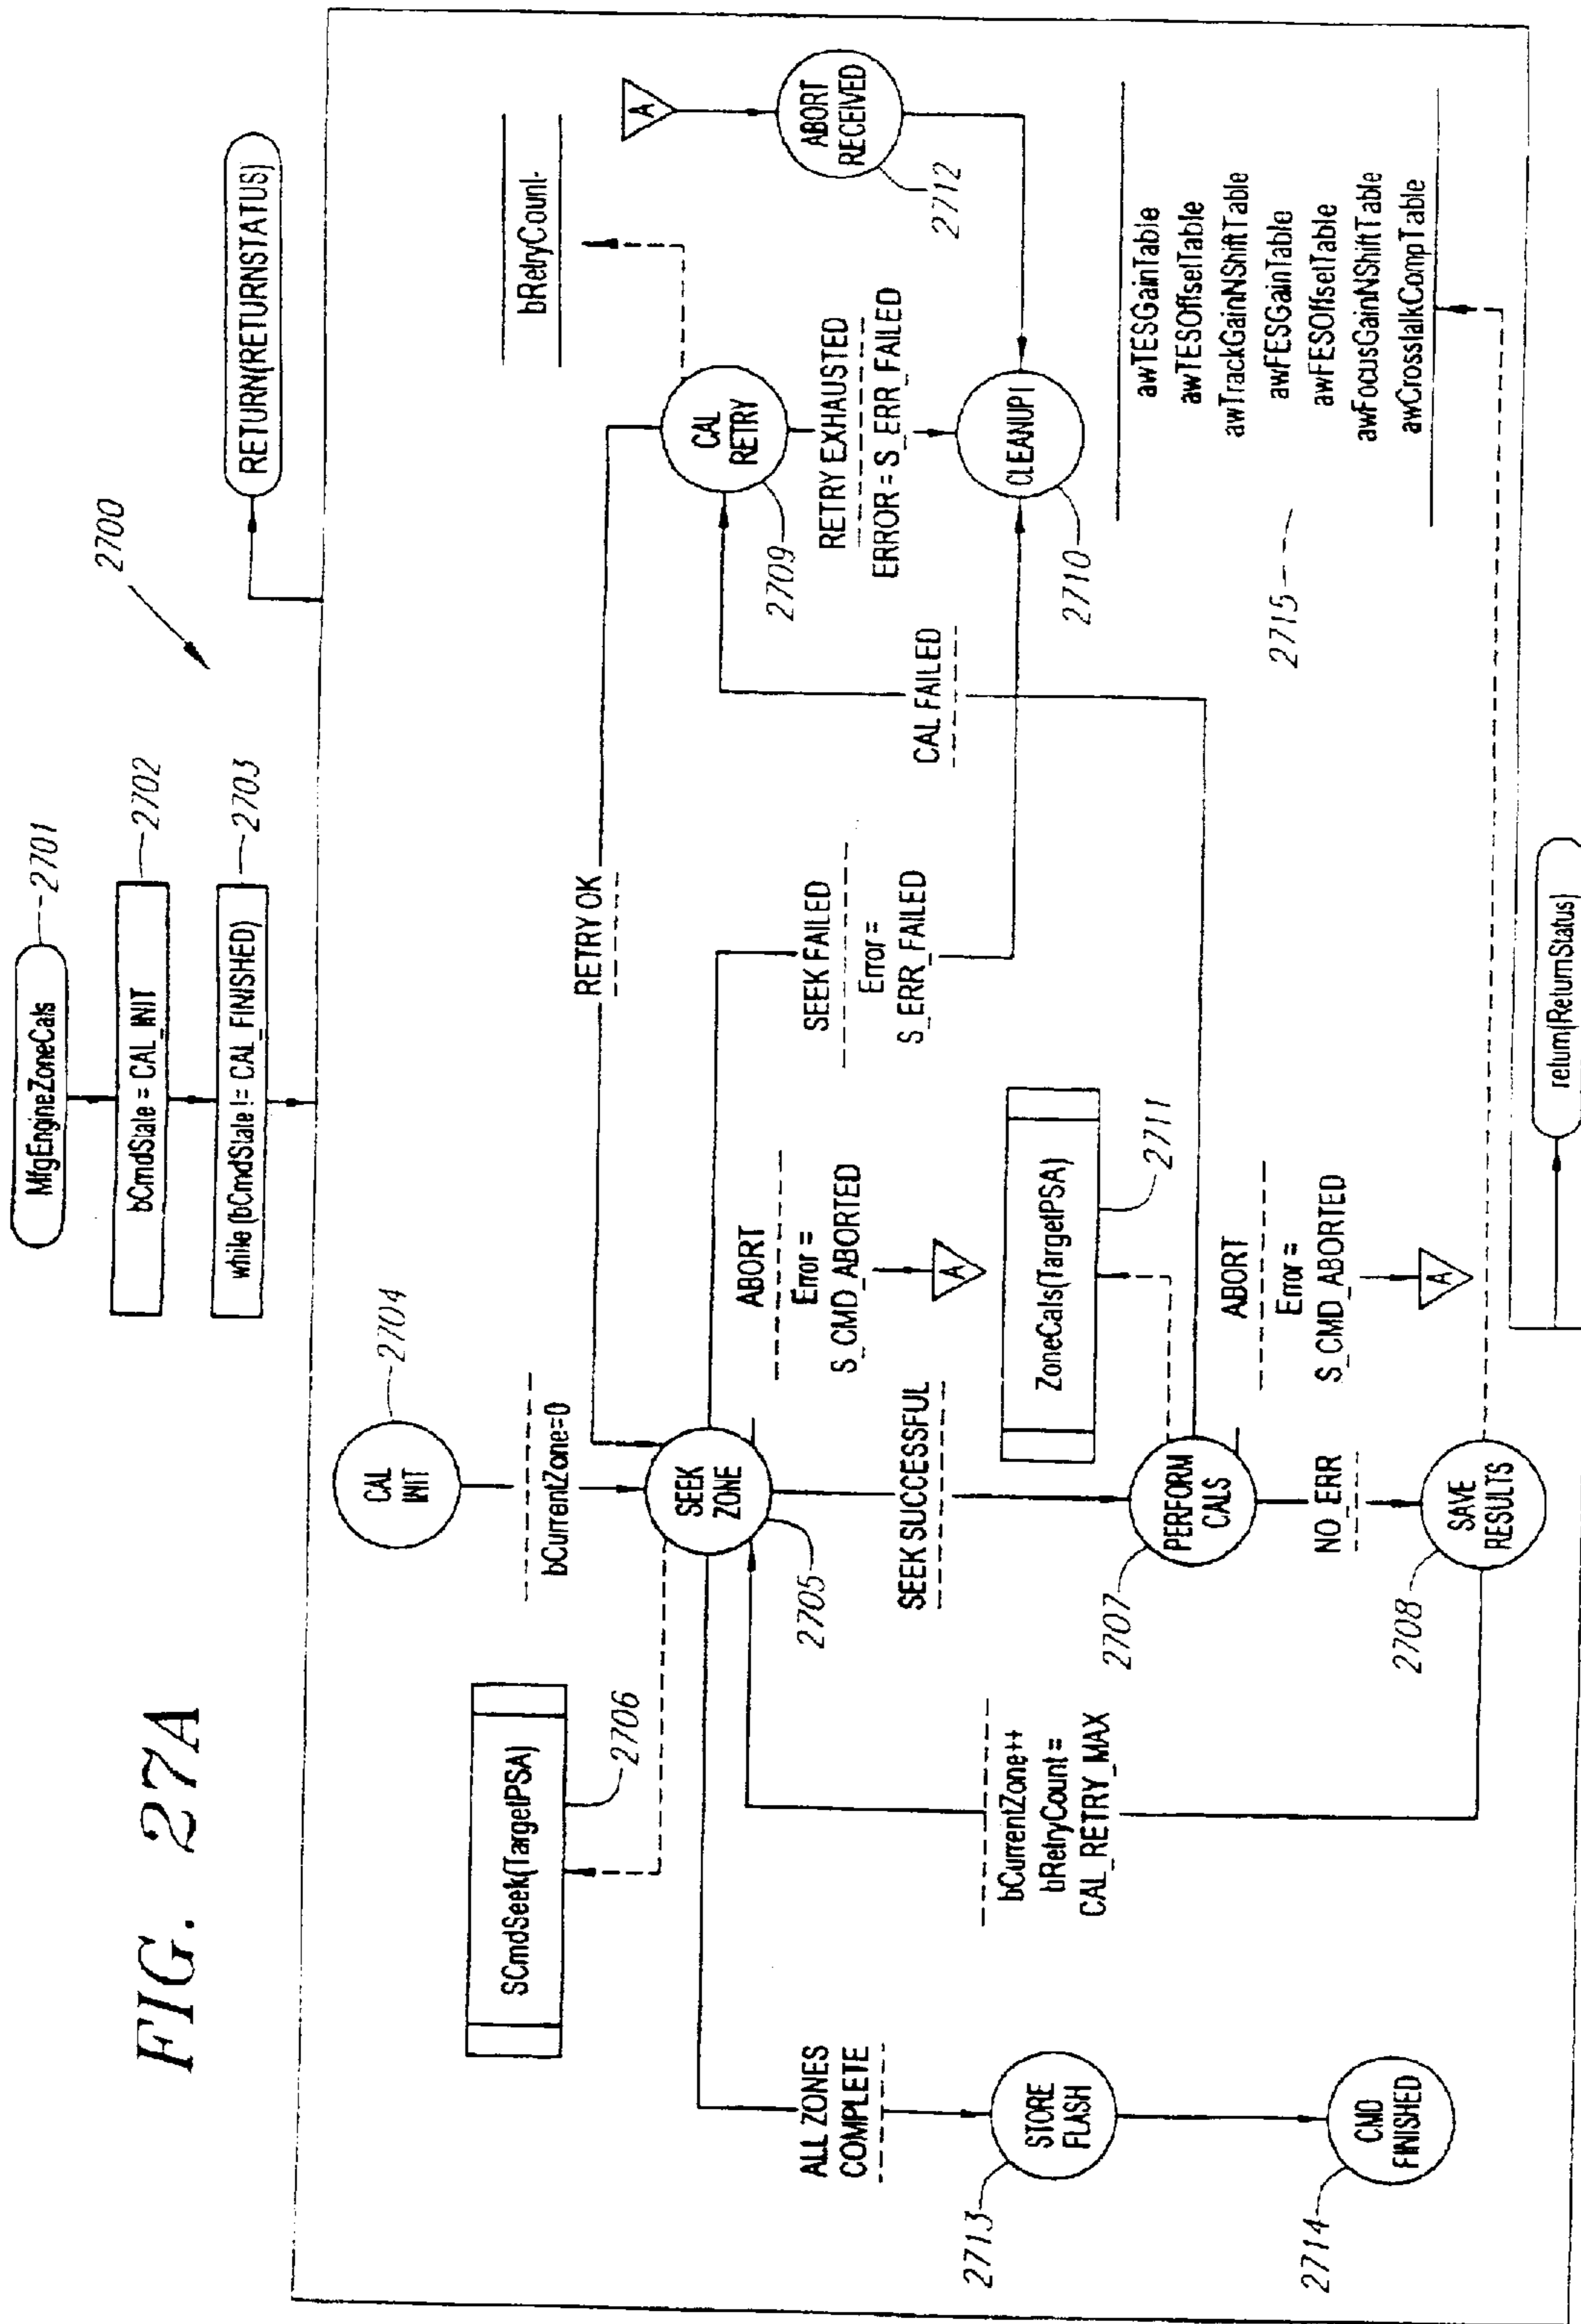 FIG. 27A
MfgEngineZoneCals
2701
bCmdState = CAL_INIT
2702
while (bCmdState != CAL_FINISHED)
2703
2700
RETURN(RETURNSTATUS)
CAL
INIT
2704
bCurrentZone=0
SCmdSeek(TargetPSA)
2706
SEEK
ZONE
2705
RETRY OK
bRetryCount-
A
ABORT
RECEIVED
2712
CAL
RETRY
2709
RETRY EXHAUSTED
ERROR = S_ERR_FAILED
CLEANUP1
2710
CAL FAILED
SEEK FAILED
Error =
S_ERR_FAILED
ABORT
Error =
S_CMD_ABORTED
A
SEEK SUCCESSFUL
ZoneCals(TargetPSA)
2711
ALL ZONES
COMPLETE
STORE
FLASH
2713
CMD
FINISHED
2714
bCurrentZone++
bRetryCount =
CAL_RETRY_MAX
PERFORM
CALS
2707
NO_ERR
ABORT
Error =
S_CMD_ABORTED
A
SAVE
RESULTS
2708
awTESGainTable
awTESOffsetTable
awTrackGainNShiftTable
awFESGainTable
awFESOffsetTable
awFocusGainNShiftTable
awCrosstalkCompTable
2715
return(ReturnStatus)